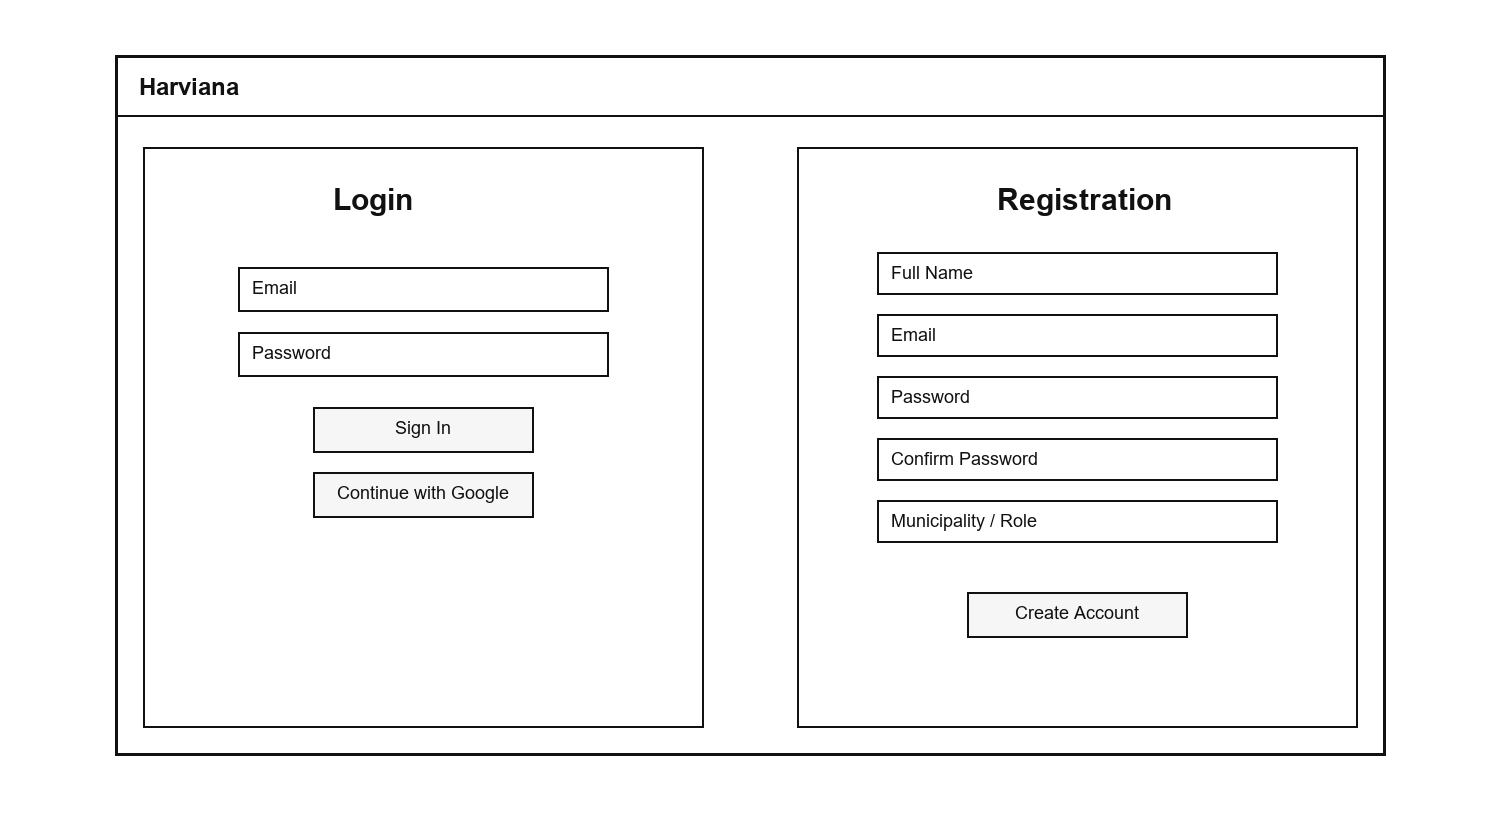 Harviana
Login
Email
Password
Sign In
Continue with Google
Registration
Full Name
Email
Password
Confirm Password
Municipality / Role
Create Account